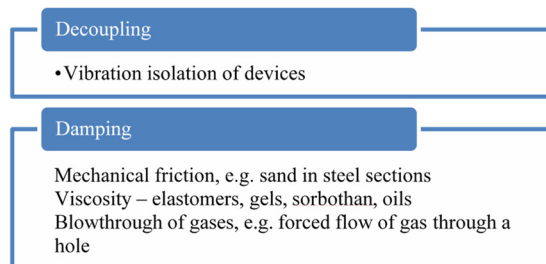 Decoupling
•Vibration isolation of devices
Damping
Mechanical friction, e.g. sand in steel sections
Viscosity – elastomers, gels, sorbothan, oils
Blowthrough of gases, e.g. forced flow of gas through a
hole